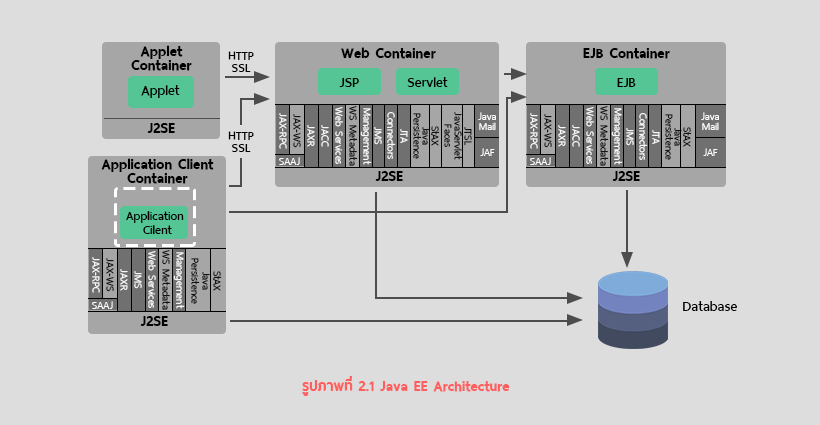 Applet
Container
Applet
J2SE
HTTP
SSL
HTTP
SSL
Web Container
JSP
Servlet
JAX-RPC
JAX-WS
SAAJ
JAXR
JACC
Web Services
WS Metadata
Management
JMS
Connectors
JTA
Java
Persistence
StAX
JavaServlet
Faces
JTSL
Java
Mail
JAF
J2SE
EJB Container
EJB
JAX-RPC
JAX-WS
SAAJ
JAXR
JACC
Web Services
WS Metadata
Management
JMS
Connectors
JTA
Java
Persistence
StAX
Java
Mail
JAF
J2SE
Application Client
Container
Application
Cilent
JAX-RPC
JAX-WS
SAAJ
JAXR
JMS
Web Services
WS Metadata
Management
Java
Persistence
StAX
J2SE
Database
รูปภาพที่ 2.1 Java EE Architecture